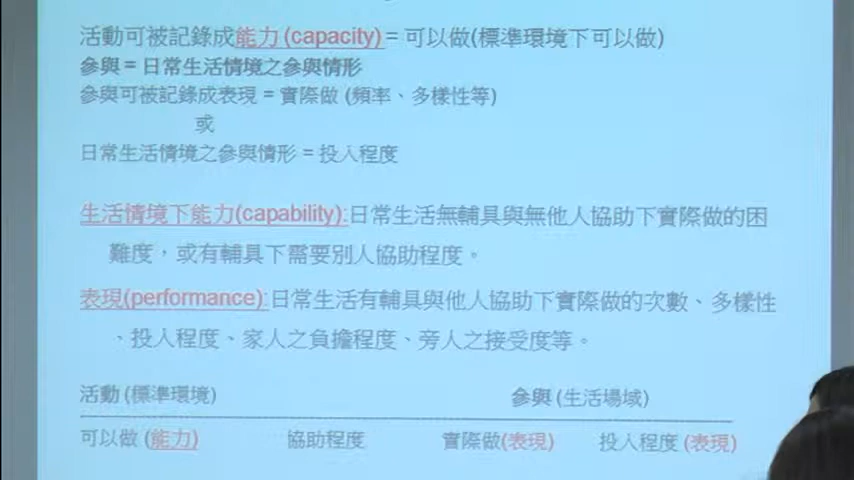 活動可被記錄成能力(capacity) = 可以做(標準環境下可以做)
參與 = 日常生活情境之參與情形
參與可被記錄成表現 = 實際做 (頻率、多樣性等)
或
日常生活情境之參與情形 = 投入程度
生活情境下能力(capability):日常生活無輔具與無他人協助下實際做的困
難度，或有輔具下需要別人協助程度。
表現(performance):日常生活有輔具與他人協助下實際做的次數、多樣性
、投入程度、家人之負擔程度、旁人之接受度等。
活動 (標準環境) 參與 (生活場域)
可以做 (能力) 協助程度 實際做(表現) 投入程度 (表現)